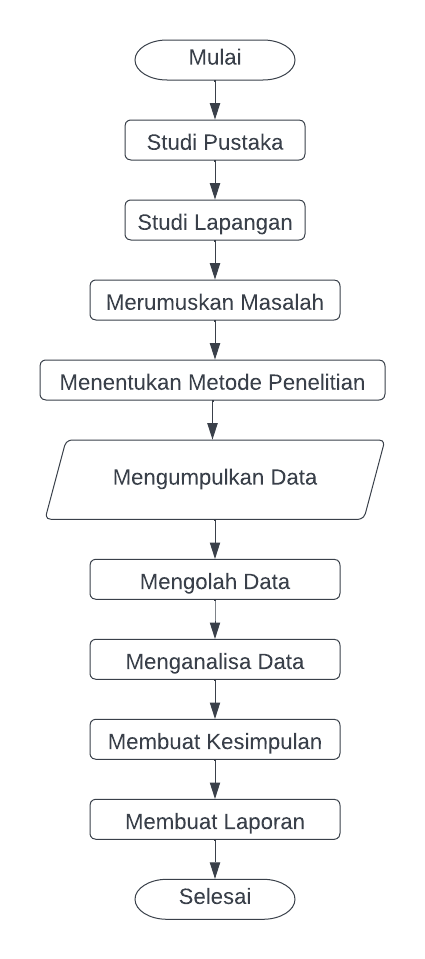 Mulai
Studi Pustaka
Studi Lapangan
Merumuskan Masalah
Menentukan Metode Penelitian
Mengumpulkan Data
Mengolah Data
Menganalisa Data
Membuat Kesimpulan
Membuat Laporan
Selesai